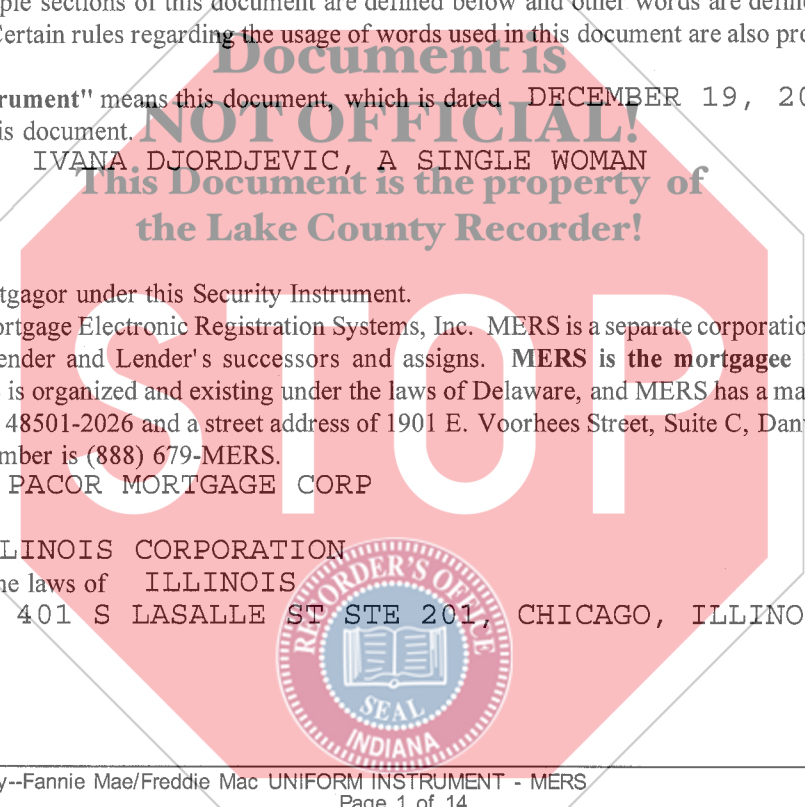 ple sections of this document are defined below and other words are define
Certain rules regarding the usage of words used in this document are also pro
Document is
rument" means this document, which is dated DECEMBER 19, 20
NOT OFFICIAL!
is document.
IVANA DJORDJEVIC, A SINGLE WOMAN
This Document is the property of
the Lake County Recorder!
tgagor under this Security Instrument.
ortgage Electronic Registration Systems, Inc. MERS is a separate corporatio
ender and Lender's successors and assigns. MERS is the mortgagee
is organized and existing under the laws of Delaware, and MERS has a ma
48501-2026 and a street address of 1901 E. Voorhees Street, Suite C, Dan
mber is (888) 679-MERS.
STOP
PACOR MORTGAGE CORP
LINOIS CORPORATION
he laws of ILLINOIS
401 S LASALLE ST STE 201, CHICAGO, ILLINO
RECORDER'S OFFICE
SEAL
INDIANA
y--Fannie Mae/Freddie Mac UNIFORM INSTRUMENT - MERS
Page 1 of 14